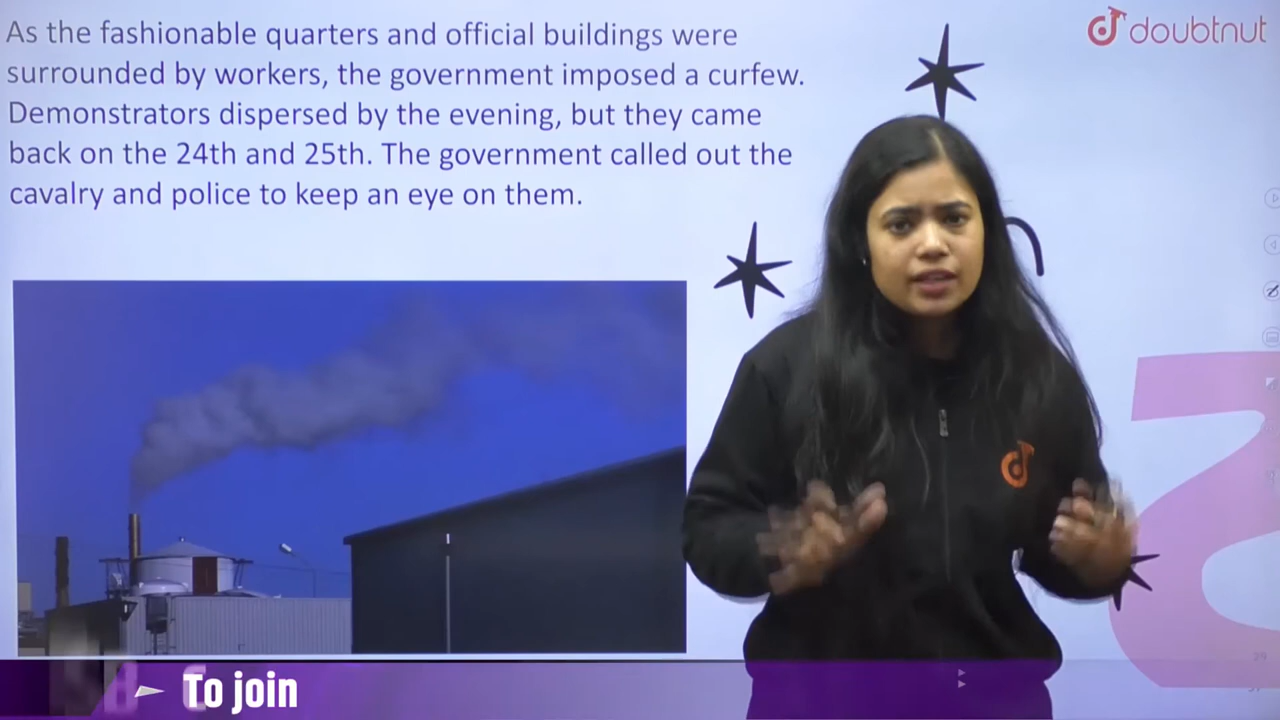 As the fashionable quarters and official buildings were
surrounded by workers, the government imposed a curfew.
Demonstrators dispersed by the evening, but they came
back on the 24th and 25th. The government called out the
cavalry and police to keep an eye on them.
doubtnut
To join